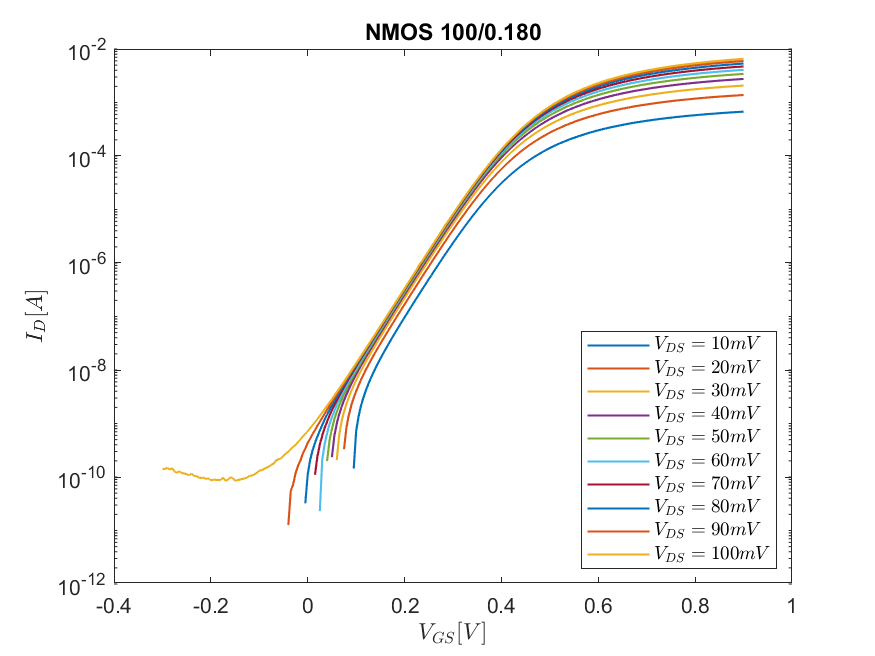 NMOS 100/0.180
10^-2
10^-4
10^-6
10^-8
10^-10
10^-12
I_D[A]
-0.4 -0.2 0 0.2 0.4 0.6 0.8 1
V_GS[V]
V_DS = 10mV
V_DS = 20mV
V_DS = 30mV
V_DS = 40mV
V_DS = 50mV
V_DS = 60mV
V_DS = 70mV
V_DS = 80mV
V_DS = 90mV
V_DS = 100mV